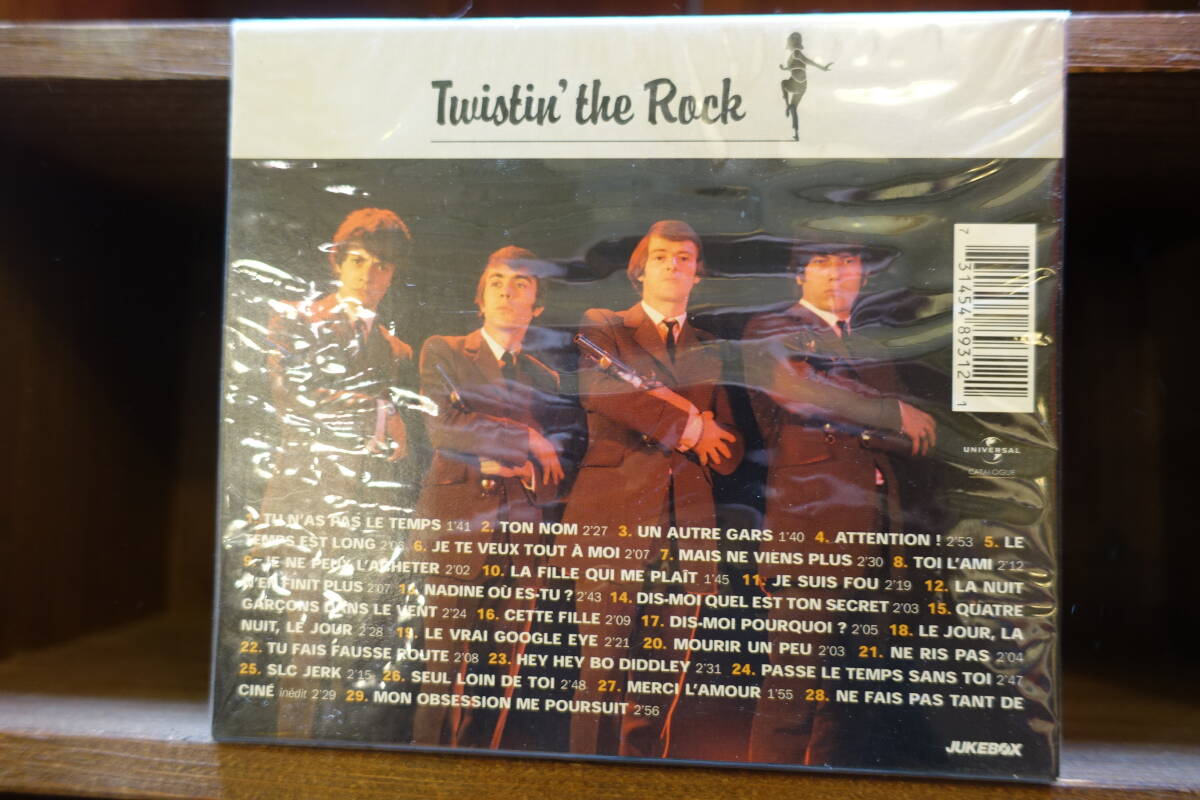 Twistin' the Rock
7 31454 89312 1
UNIVERSAL
CATALOGUE
1. TU N'AS PAS LE TEMPS 1'41 2. TON NOM 2'27 3. UN AUTRE GARS 1'40 4. ATTENTION ! 2'53 5. LE
TEMPS EST LONG 2'06 6. JE TE VEUX TOUT À MOI 2'07 7. MAIS NE VIENS PLUS 2'30 8. TOI L'AMI 2'12
9. JE NE PEUX L'ACHETER 2'02 10. LA FILLE QUI ME PLAÎT 1'45 11. JE SUIS FOU 2'19 12. LA NUIT
N'EN FINIT PLUS 2'07 13. NADINE OÙ ES-TU ? 2'43 14. DIS-MOI QUEL EST TON SECRET 2'03 15. QUATRE
GARÇONS DANS LE VENT 2'24 16. CETTE FILLE 2'09 17. DIS-MOI POURQUOI ? 2'05 18. LE JOUR, LA
NUIT, LE JOUR 2'28 19. LE VRAI GOOGLE EYE 2'21 20. MOURIR UN PEU 2'03 21. NE RIS PAS 2'04
22. TU FAIS FAUSSE ROUTE 2'08 23. HEY HEY BO DIDDLEY 2'31 24. PASSE LE TEMPS SANS TOI 2'47
25. SLC JERK 2'15 26. SEUL LOIN DE TOI 2'48 27. MERCI L'AMOUR 1'55 28. NE FAIS PAS TANT DE
CINÉ inédit 2'29 29. MON OBSESSION ME POURSUIT 2'56
JUKEBOX